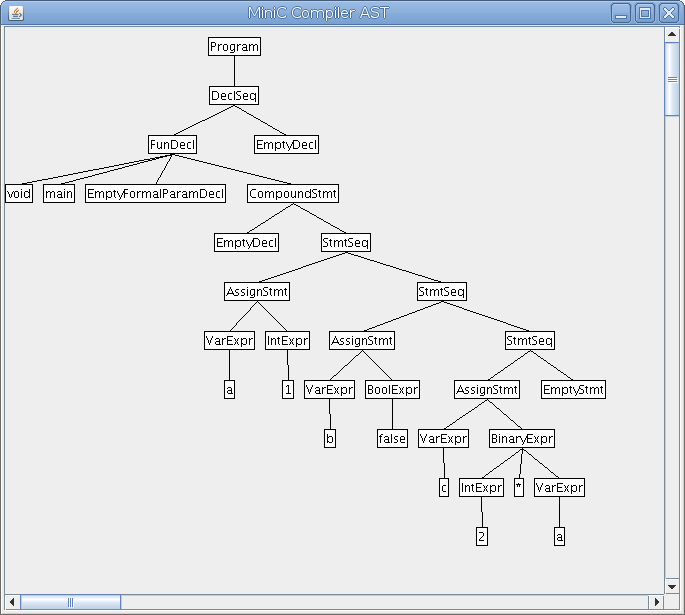 MiniC Compiler AST
Program
DeclSeq
FunDecl EmptyDecl
void main EmptyFormalParamDecl CompoundStmt
EmptyDecl StmtSeq
AssignStmt StmtSeq
VarExpr IntExpr AssignStmt StmtSeq
a 1 VarExpr BoolExpr AssignStmt EmptyStmt
b false VarExpr BinaryExpr
c IntExpr * VarExpr
2 a